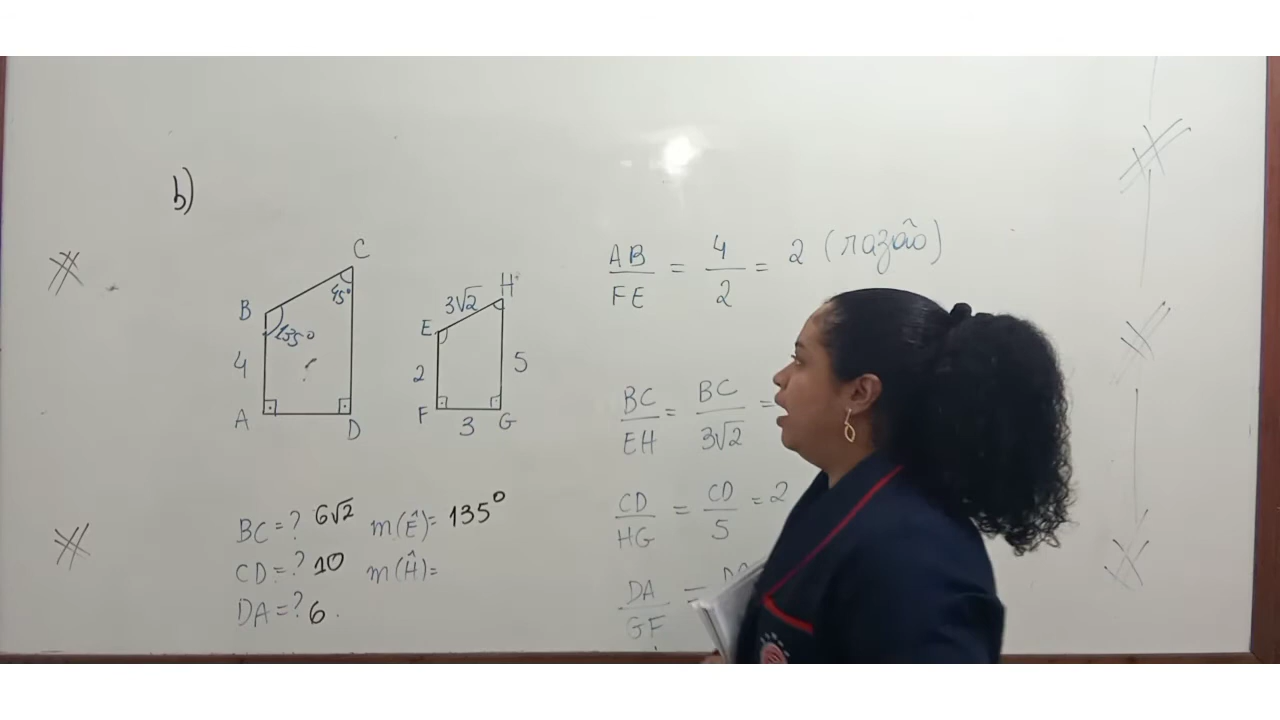 b)
C
B
45°
135°
4
A
D
H
3√2
E
2
5
F
3
G
BC=? 6√2 m(Ê)= 135°
CD=? 10 m(Ĥ)=
DA=? 6
AB/FE = 4/2 = 2 (razão)
BC/EH = BC/3√2 =
CD/HG = CD/5 = 2
DA/GF =